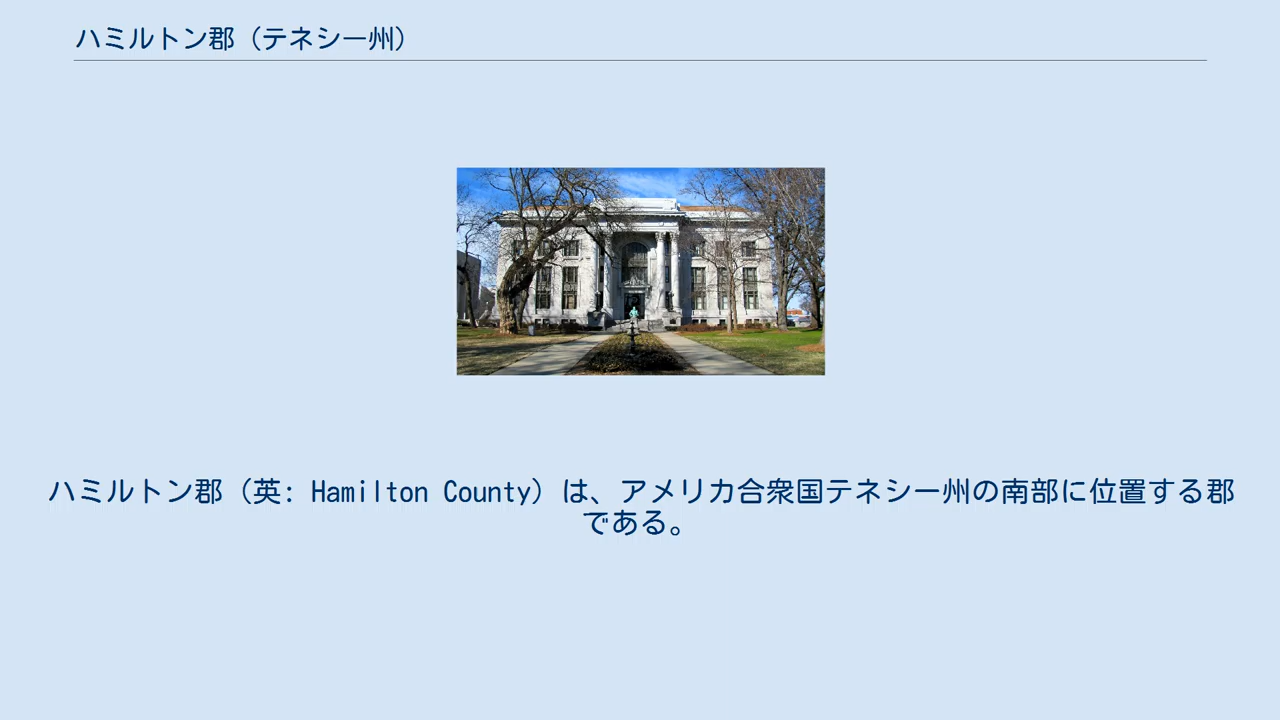 ハミルトン郡（テネシー州）
ハミルトン郡（英: Hamilton County）は、アメリカ合衆国テネシー州の南部に位置する郡
である。